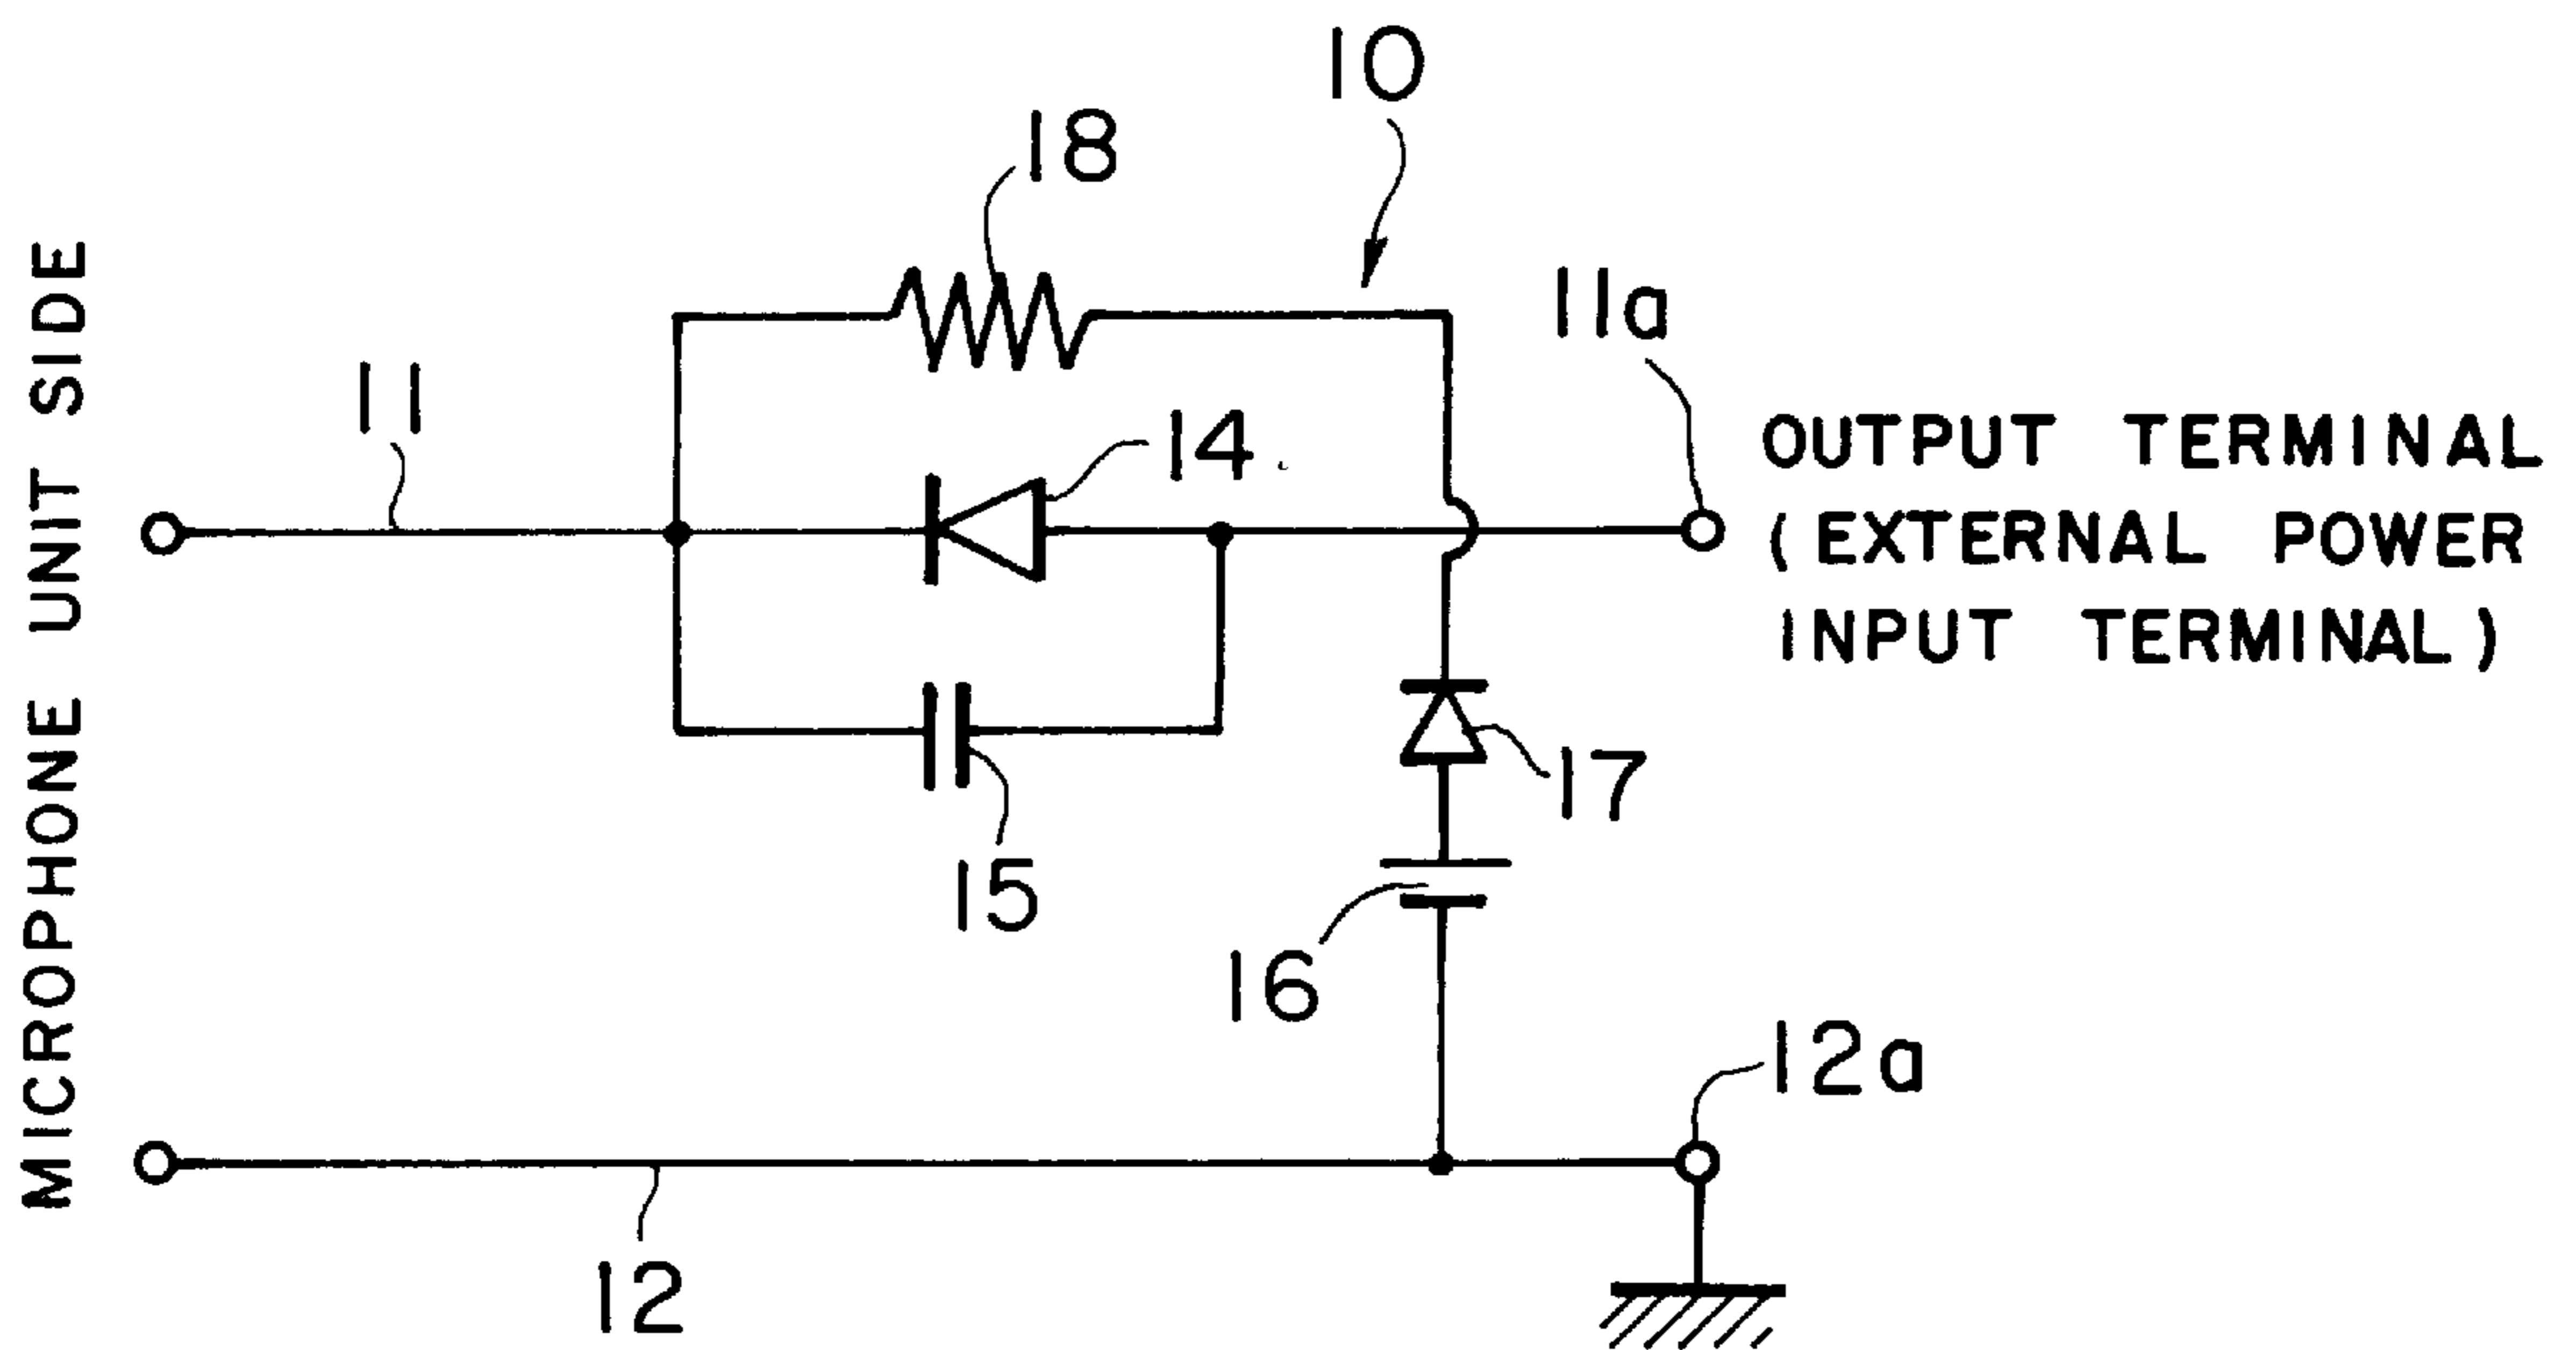 10
18
11a
11
14
OUTPUT TERMINAL
(EXTERNAL POWER
INPUT TERMINAL)
MICROPHONE UNIT SIDE
17
15
16
12a
12